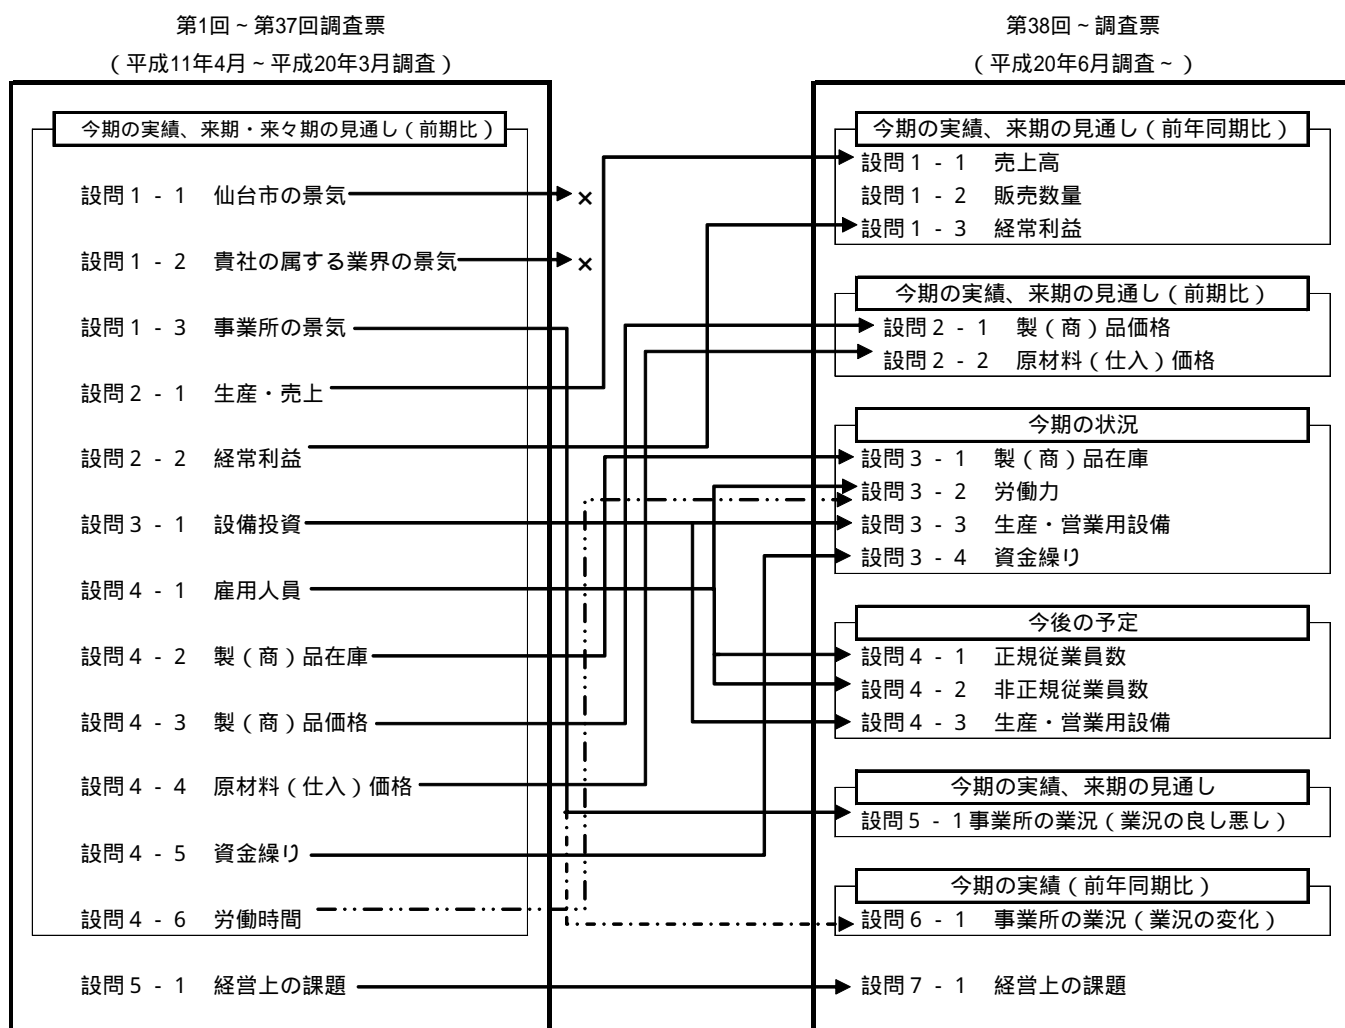 第1回～第37回調査票
（平成11年4月～平成20年3月調査）
今期の実績、来期・来々期の見通し（前期比）
設問１‐１　仙台市の景気
×
設問１‐２　貴社の属する業界の景気
×
設問１‐３　事業所の景気
設問２‐１　生産・売上
設問２‐２　経常利益
設問３‐１　設備投資
設問４‐１　雇用人員
設問４‐２　製（商）品在庫
設問４‐３　製（商）品価格
設問４‐４　原材料（仕入）価格
設問４‐５　資金繰り
設問４‐６　労働時間
設問５‐１　経営上の課題
第38回～調査票
（平成20年6月調査～）
今期の実績、来期の見通し（前年同期比）
設問１‐１　売上高
設問１‐２　販売数量
設問１‐３　経常利益
今期の実績、来期の見通し（前期比）
設問２‐１　製（商）品価格
設問２‐２　原材料（仕入）価格
今期の状況
設問３‐１　製（商）品在庫
設問３‐２　労働力
設問３‐３　生産・営業用設備
設問３‐４　資金繰り
今後の予定
設問４‐１　正規従業員数
設問４‐２　非正規従業員数
設問４‐３　生産・営業用設備
今期の実績、来期の見通し
設問５‐１事業所の業況（業況の良し悪し）
今期の実績（前年同期比）
設問６‐１　事業所の業況（業況の変化）
設問７‐１　経営上の課題